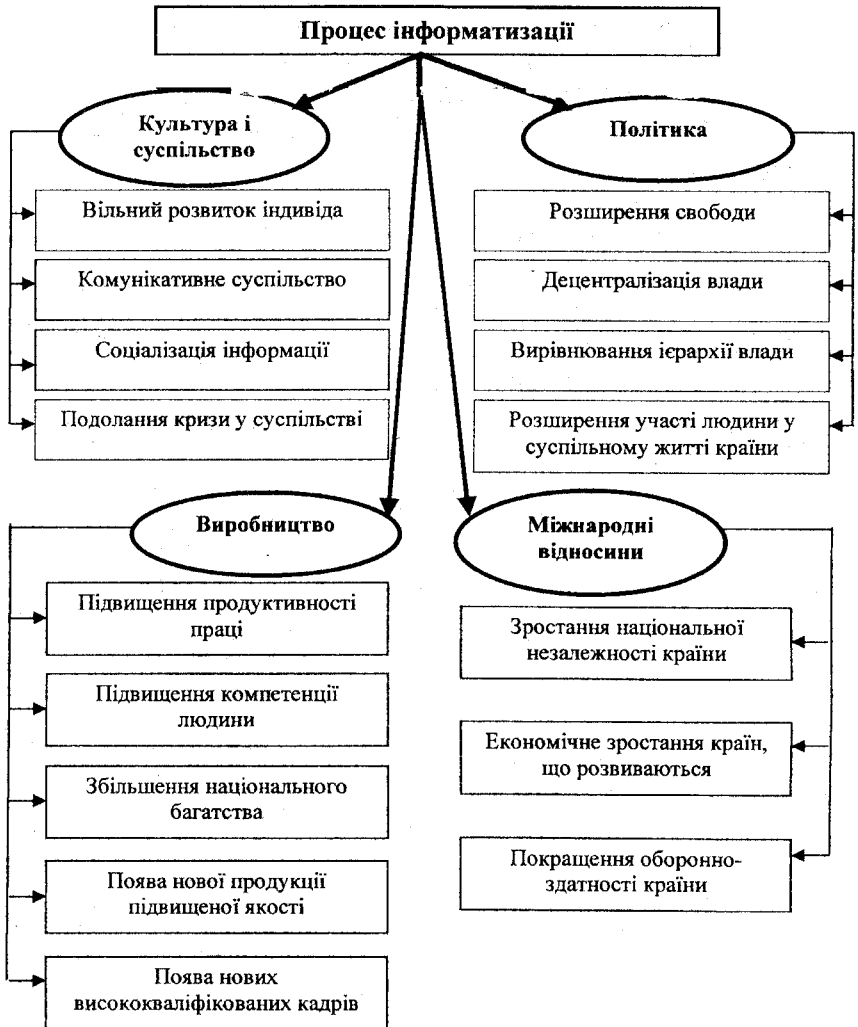 Процес інформатизації
Культура і
суспільство
Вільний розвиток індивіда
Комунікативне суспільство
Соціалізація інформації
Подолання кризи у суспільстві
Політика
Розширення свободи
Децентралізація влади
Вирівнювання ієрархії влади
Розширення участі людини у
суспільному житті країни
Виробництво
Підвищення продуктивності
праці
Підвищення компетенції
людини
Збільшення національного
багатства
Поява нової продукції
підвищеної якості
Поява нових
висококваліфікованих кадрів
Міжнародні
відносини
Зростання національної
незалежності країни
Економічне зростання країн,
що розвиваються
Покращення оборонно-
здатності країни